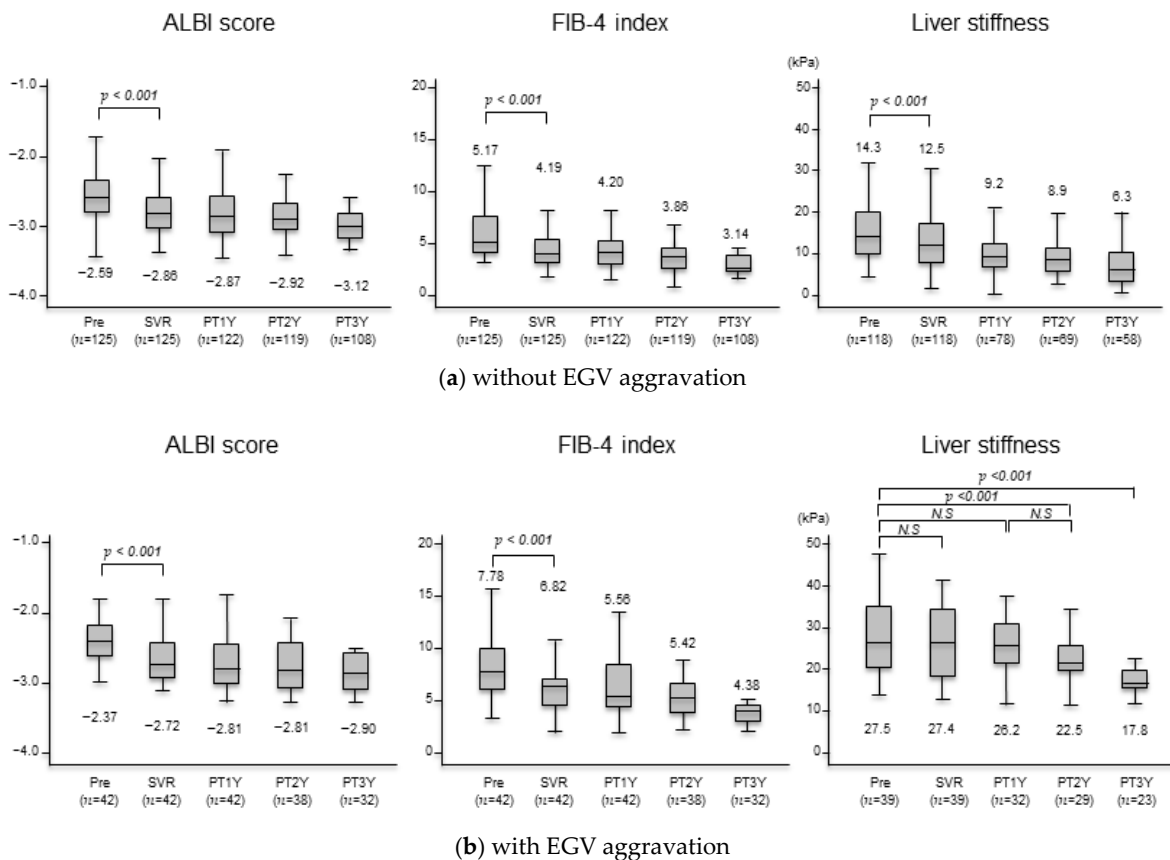 ALBI score FIB-4 index Liver stiffness
(kPa)
−1.0 20 50
p < 0.001 p < 0.001 p < 0.001
40
5.17 4.19 4.20 3.86 3.14
14.3 12.5 9.2 8.9 6.3
−2.0 15
30
10
−3.0 20
5
10
−2.59 −2.86 −2.87 −2.92 −3.12
−4.0 0 0
Pre SVR PT1Y PT2Y PT3Y Pre SVR PT1Y PT2Y PT3Y Pre SVR PT1Y PT2Y PT3Y
(n=125) (n=125) (n=122) (n=119) (n=108) (n=125) (n=125) (n=122) (n=119) (n=108) (n=118) (n=118) (n=78) (n=69) (n=58)
(a) without EGV aggravation
ALBI score FIB-4 index Liver stiffness
p <0.001
p <0.001
(kPa) N.S N.S
N.S
−1.0 20 50
p < 0.001 p < 0.001
7.78 6.82 5.56 5.42 4.38
40
−2.0 15
30
10
−3.0 20
5
10
−2.37 −2.72 −2.81 −2.81 −2.90
27.5 27.4 26.2 22.5 17.8
−4.0 0 0
Pre SVR PT1Y PT2Y PT3Y Pre SVR PT1Y PT2Y PT3Y Pre SVR PT1Y PT2Y PT3Y
(n=42) (n=42) (n=42) (n=38) (n=32) (n=42) (n=42) (n=42) (n=38) (n=32) (n=39) (n=39) (n=32) (n=29) (n=23)
(b) with EGV aggravation